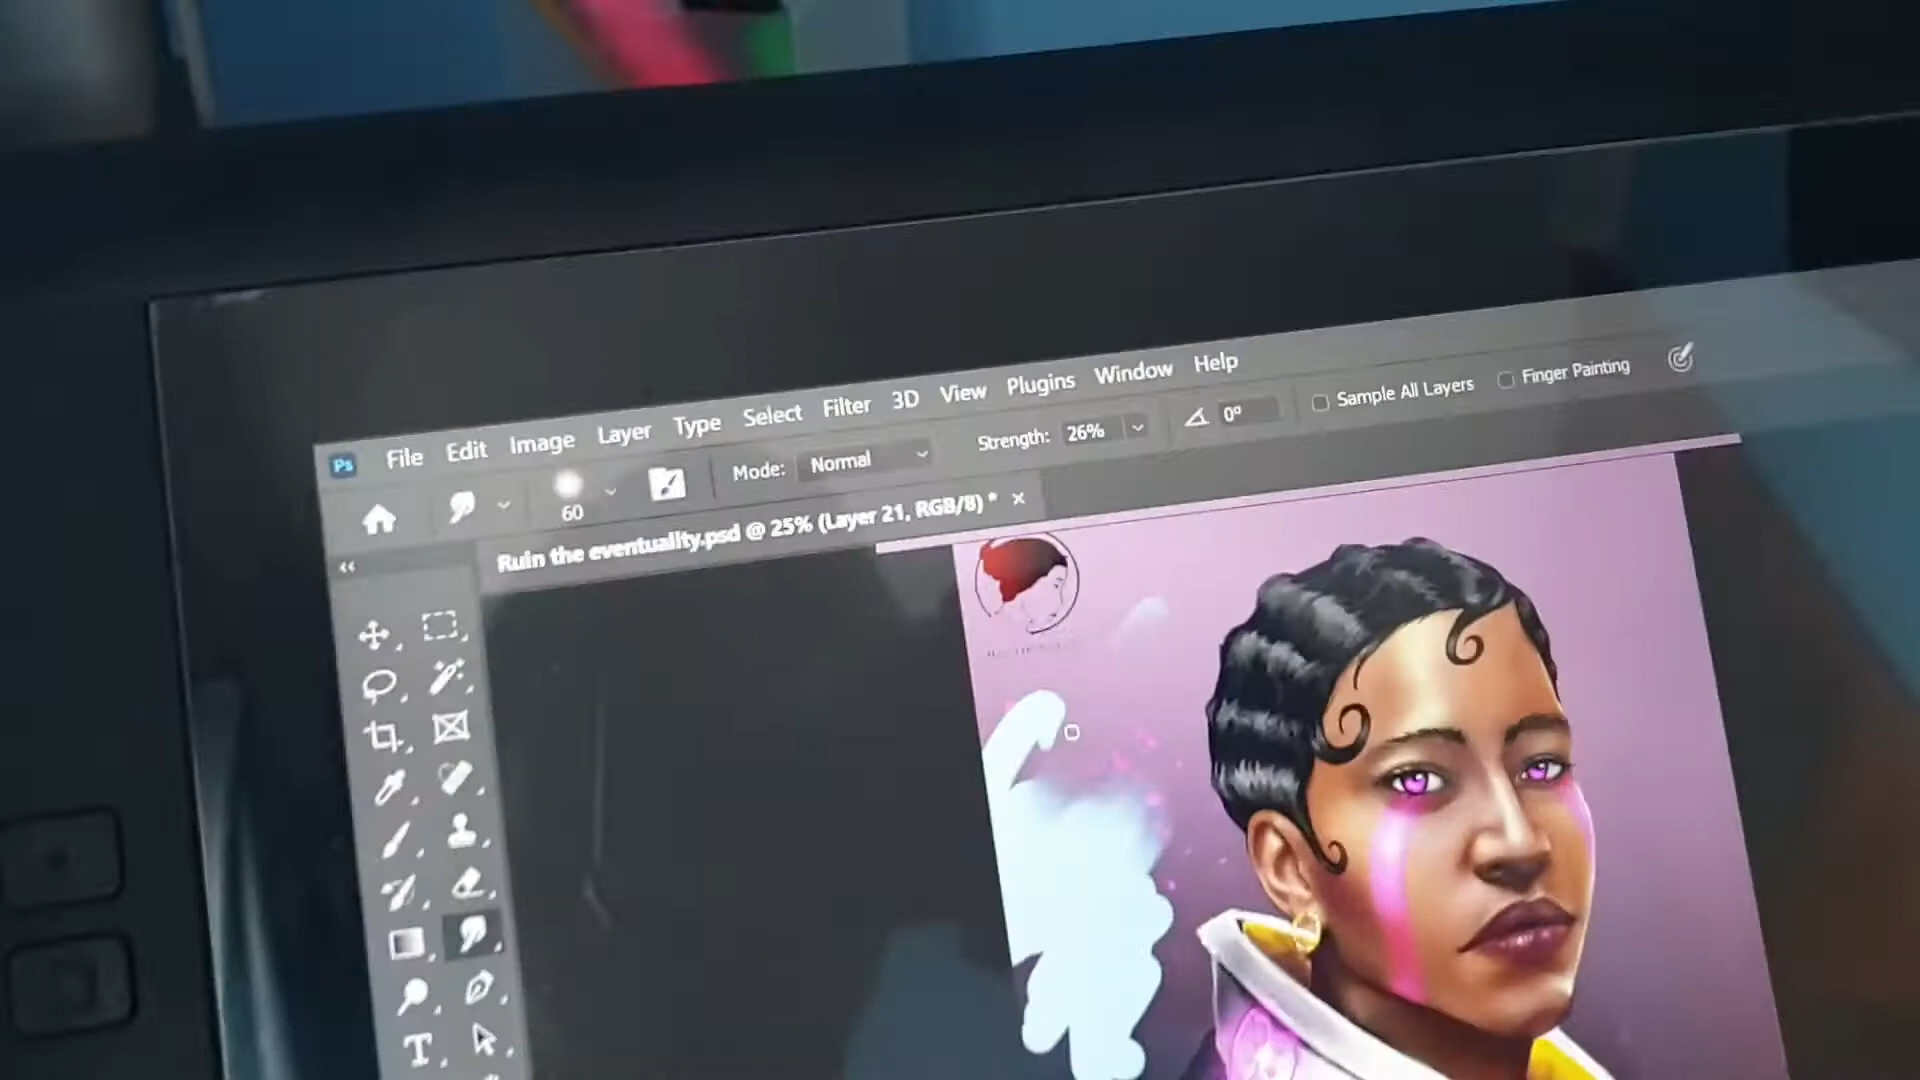 Ps File Edit Image Layer Type Select Filter 3D View Plugins Window Help
60 Mode: Normal Strength: 26% 0° Sample All Layers Finger Painting
Ruin the eventuality.psd @ 25% (Layer 21, RGB/8) * ×
T